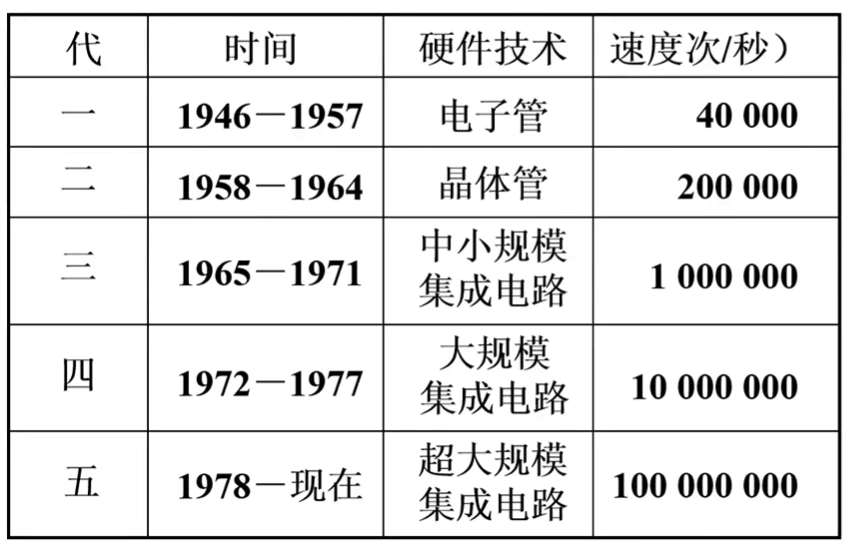 代 时间 硬件技术 速度次/秒）
一 1946－1957 电子管 40 000
二 1958－1964 晶体管 200 000
三 1965－1971 中小规模
集成电路 1 000 000
四 1972－1977 大规模
集成电路 10 000 000
五 1978－现在 超大规模
集成电路 100 000 000